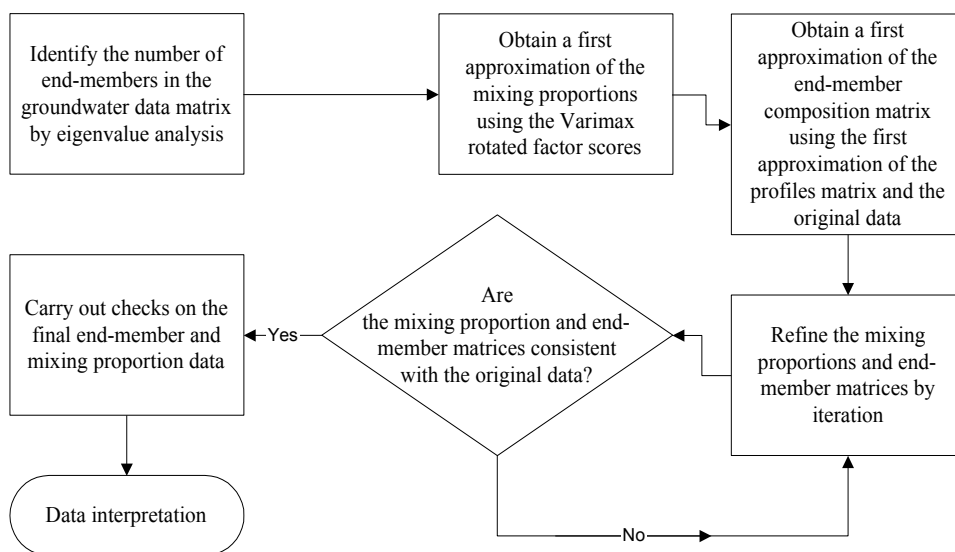 Identify the number of
end-members in the
groundwater data matrix
by eigenvalue analysis
Obtain a first
approximation of the
mixing proportions
using the Varimax
rotated factor scores
Obtain a first
approximation of the
end-member
composition matrix
using the first
approximation of the
profiles matrix and the
original data
Refine the mixing
proportions and end-
member matrices by
iteration
Are
the mixing proportion and end-
member matrices consistent
with the original data?
Yes
No
Carry out checks on the
final end-member and
mixing proportion data
Data interpretation